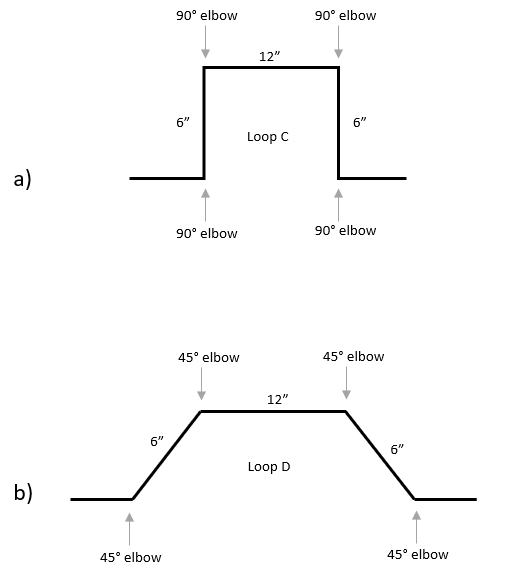 90° elbow 90° elbow
12”
6” 6”
Loop C
a)
90° elbow 90° elbow
45° elbow 45° elbow
12”
6” 6”
Loop D
b)
45° elbow 45° elbow